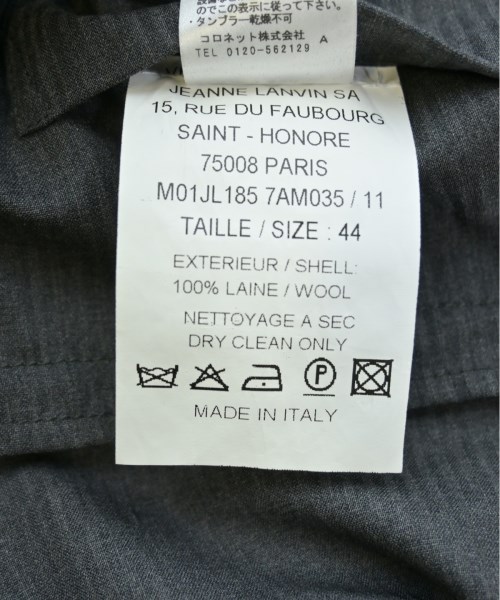 のでこの表示に従って下さい。
・タンブラー乾燥不可
コロネット株式会社 A
TEL 0120-562129
JEANNE LANVIN SA
15, RUE DU FAUBOURG
SAINT - HONORE
75008 PARIS
M01JL185 7AM035 / 11
TAILLE / SIZE : 44
EXTERIEUR / SHELL:
100% LAINE / WOOL
NETTOYAGE A SEC
DRY CLEAN ONLY
P
MADE IN ITALY